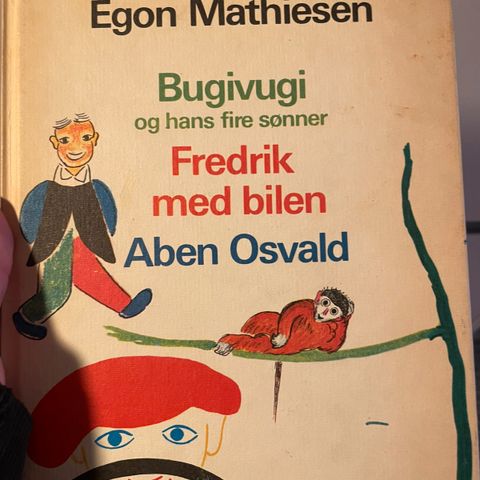 Egon Mathiesen
Bugivugi
og hans fire sønner
Fredrik
med bilen
Aben Osvald